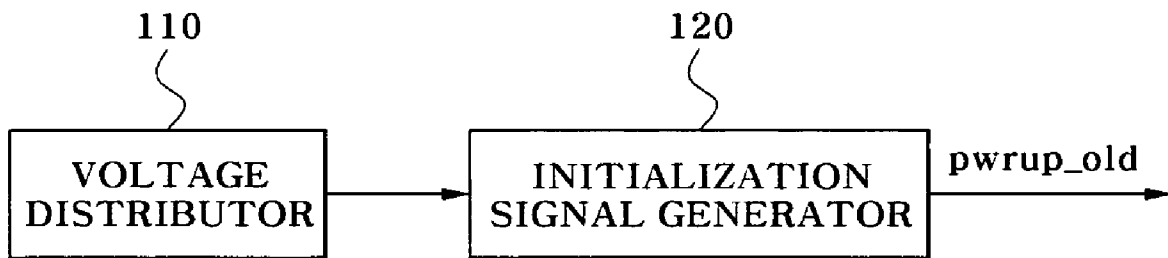 110
120
VOLTAGE
DISTRIBUTOR
INITIALIZATION
SIGNAL GENERATOR
pwrup_old